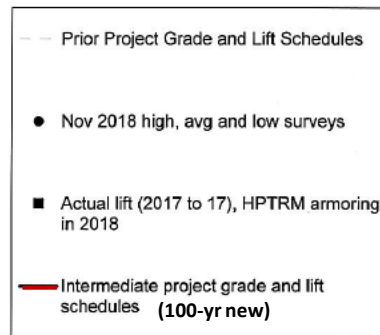 Prior Project Grade and Lift Schedules
Nov 2018 high, avg and low surveys
Actual lift (2017 to 17), HPTRM armoring
in 2018
Intermediate project grade and lift
schedules (100-yr new)